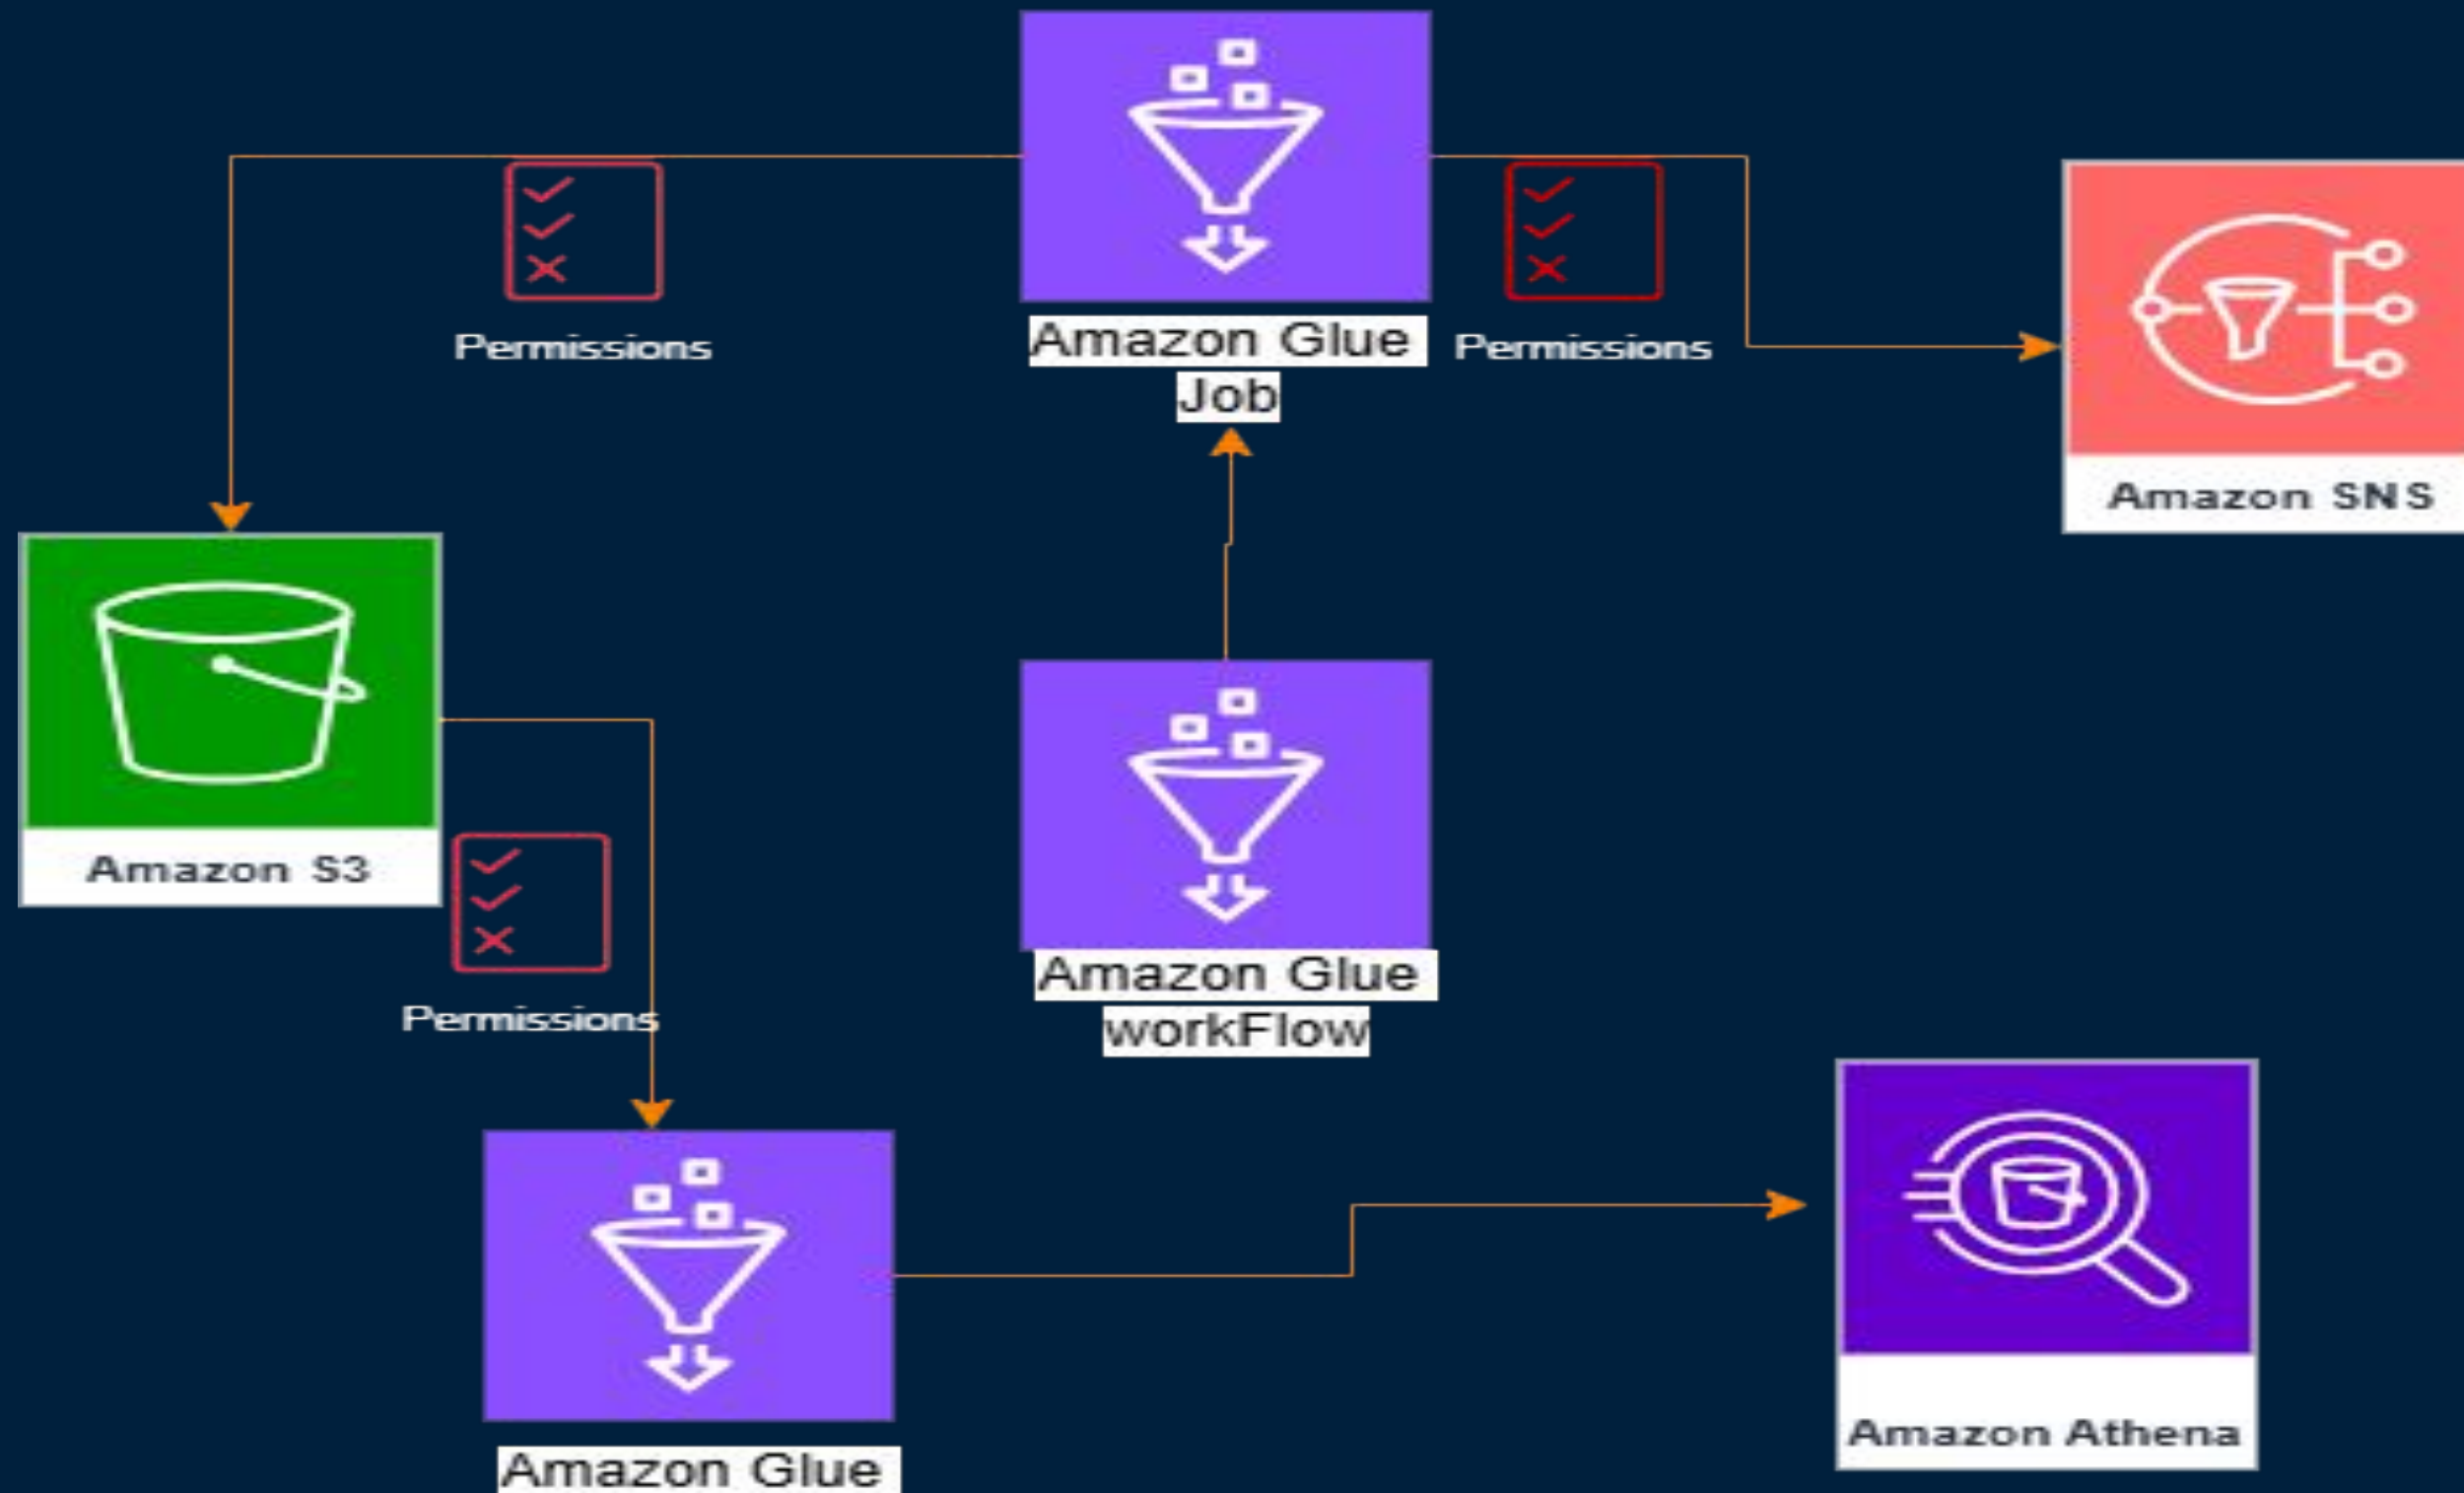 Amazon Glue
Job
Permissions
Permissions
Amazon SNS
Amazon S3
Permissions
Amazon Glue
workFlow
Amazon Athena
Amazon Glue